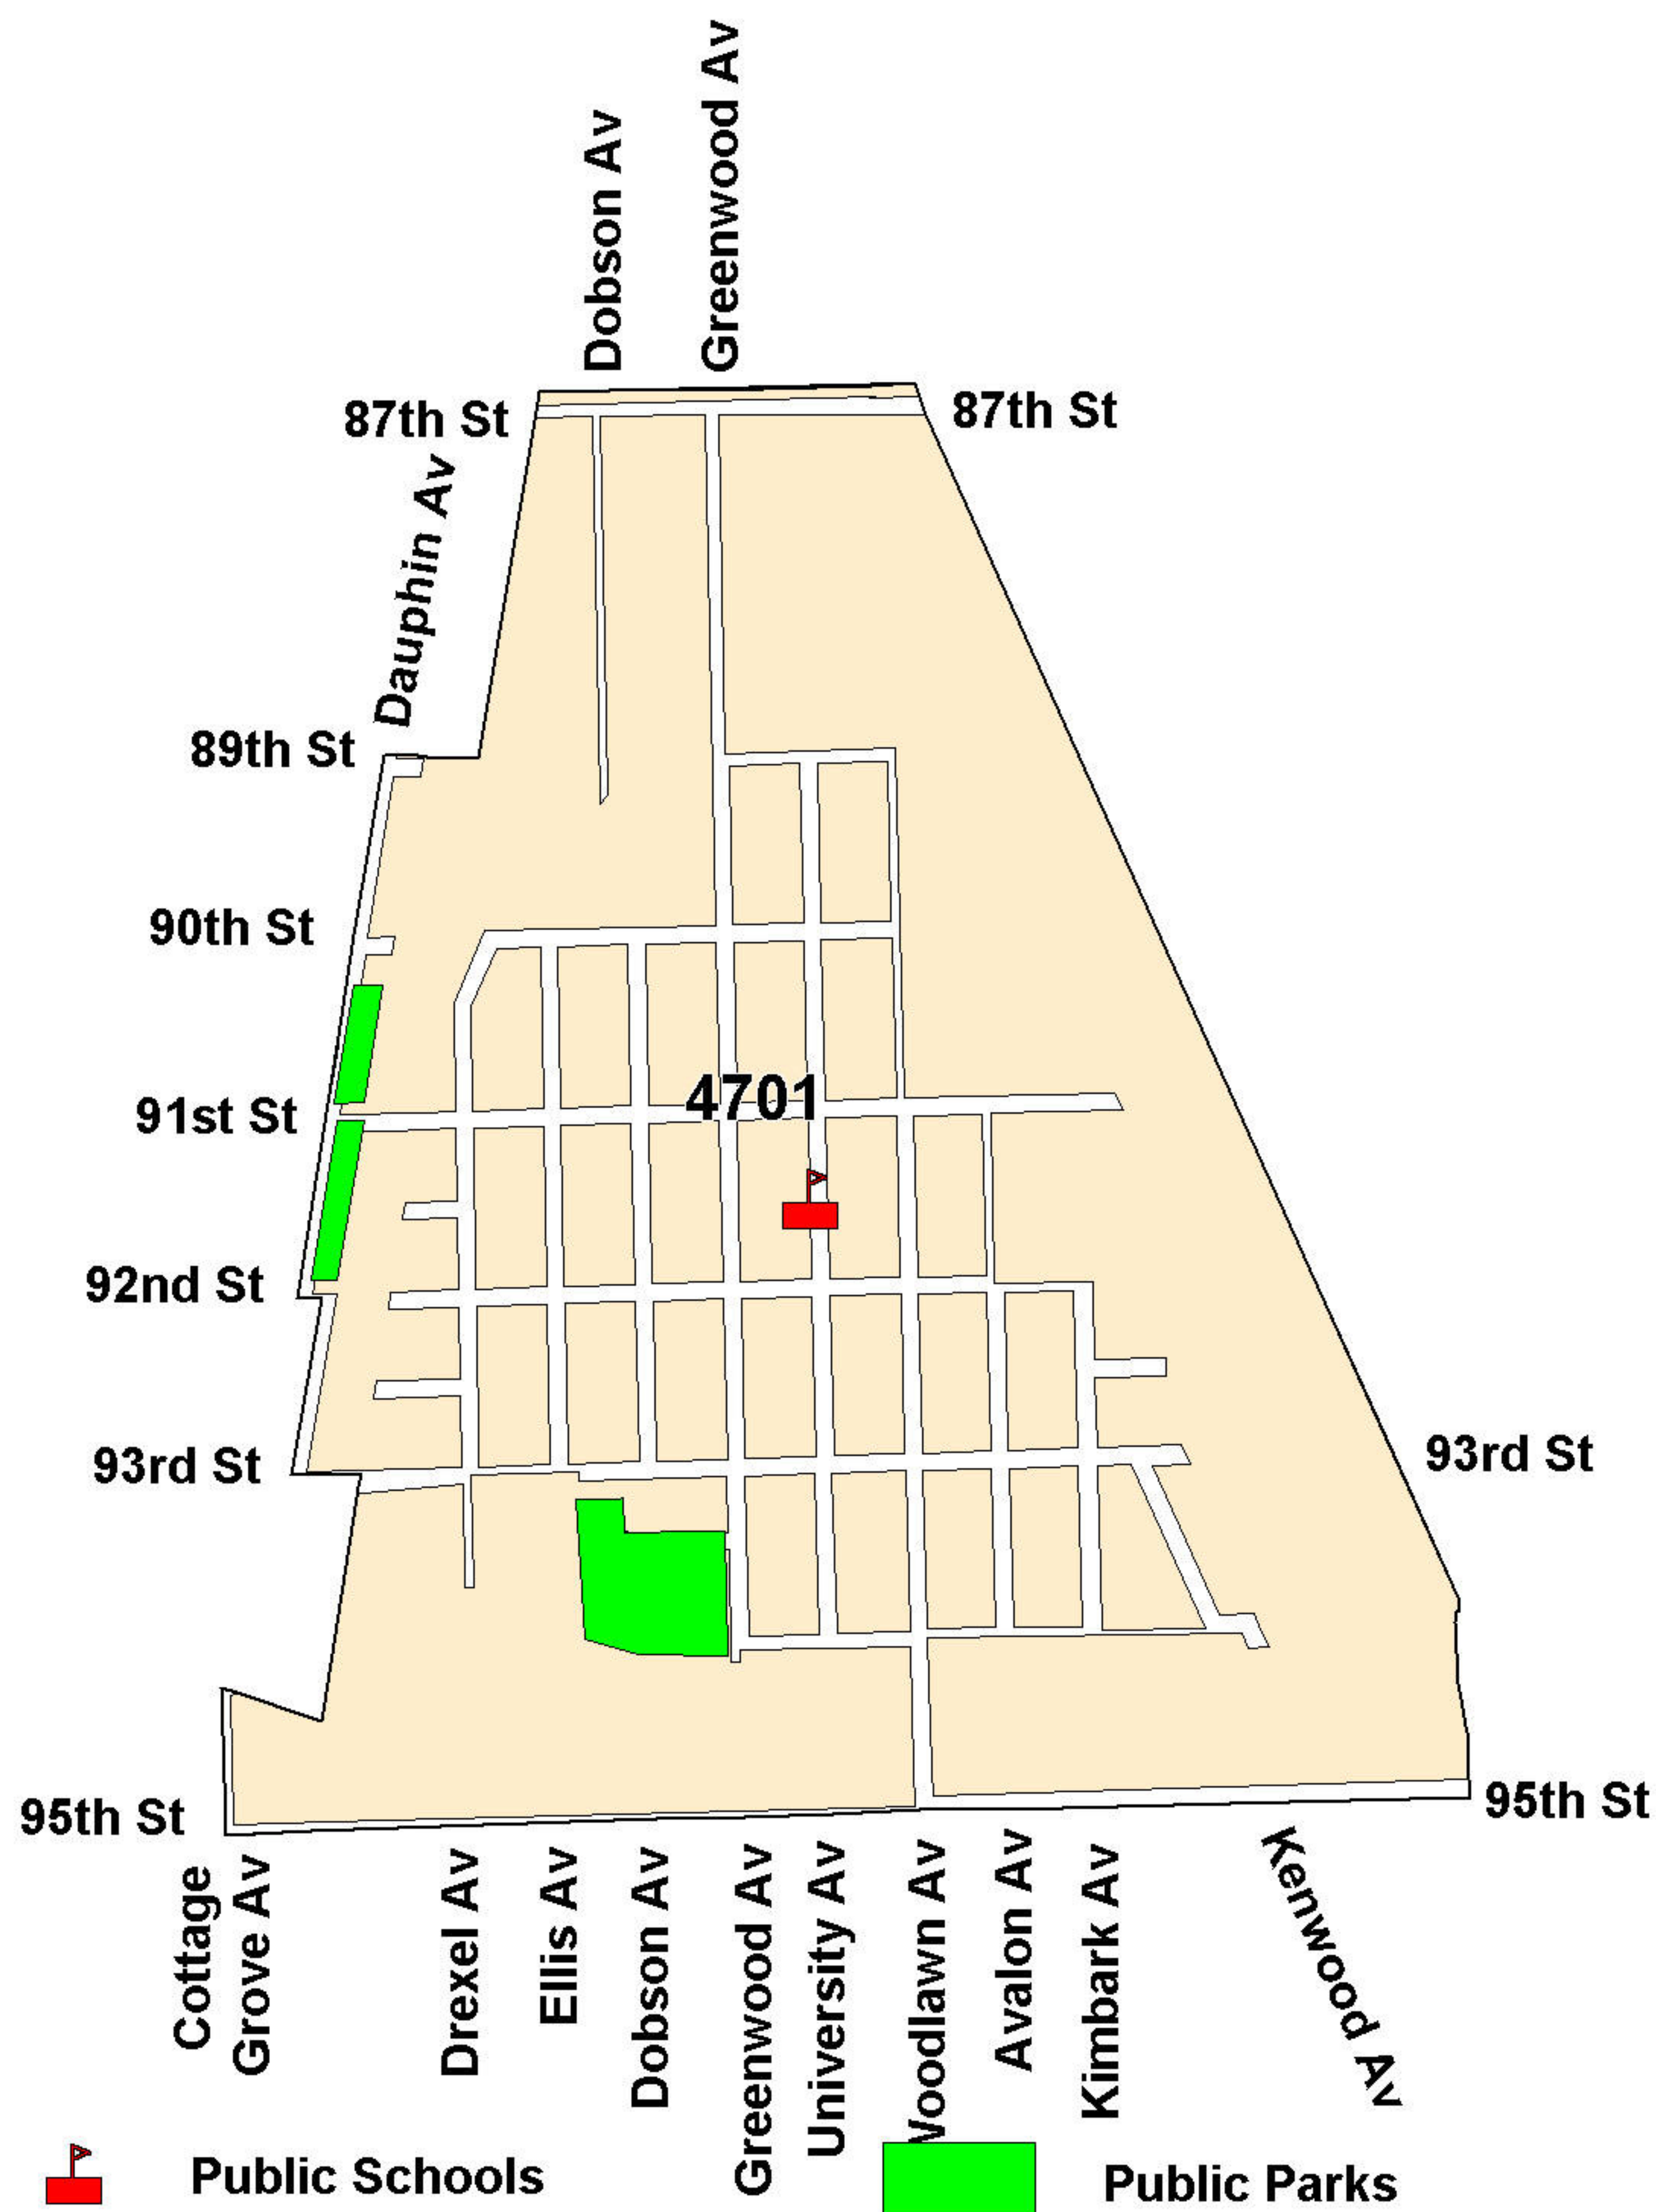 Dobson Av
Greenwood Av
87th St
87th St
Dauphin Av
89th St
90th St
91st St
4701
92nd St
93rd St
93rd St
95th St
95th St
Cottage
Grove Av
Drexel Av
Ellis Av
Dobson Av
Greenwood Av
University Av
Woodlawn Av
Avalon Av
Kimbark Av
Kenwood Av
Public Schools
Public Parks